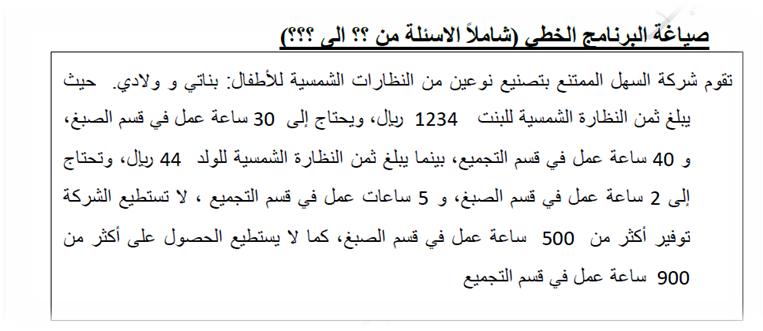 صياغة البرنامج الخطي (شاملاً الاسئلة من ؟؟ الى ؟؟؟)
تقوم شركة السهل الممتنع بتصنيع نوعين من النظارات الشمسية للأطفال: بناتي و ولادي. حيث
يبلغ ثمن النظارة الشمسية للبنت 1234 ريال، ويحتاج إلى 30 ساعة عمل في قسم الصبغ،
و 40 ساعة عمل في قسم التجميع، بينما يبلغ ثمن النظارة الشمسية للولد 44 ريال، وتحتاج
إلى 2 ساعة عمل في قسم الصبغ، و 5 ساعات عمل في قسم التجميع ، لا تستطيع الشركة
توفير أكثر من 500 ساعة عمل في قسم الصبغ، كما لا يستطيع الحصول على أكثر من
900 ساعة عمل في قسم التجميع